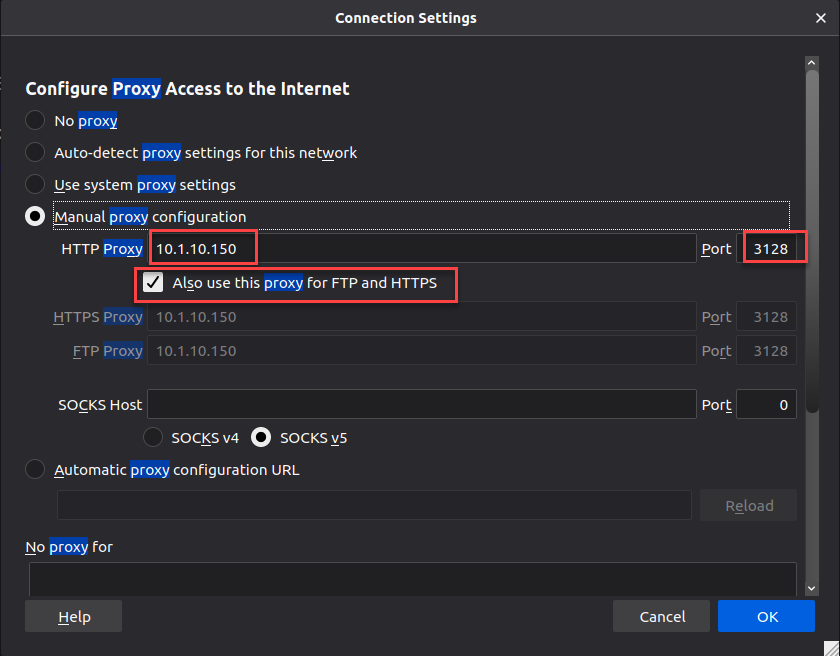 Connection Settings
Configure Proxy Access to the Internet
No proxy
Auto-detect proxy settings for this network
Use system proxy settings
Manual proxy configuration
HTTP Proxy 10.1.10.150 Port 3128
Also use this proxy for FTP and HTTPS
HTTPS Proxy 10.1.10.150 Port 3128
FTP Proxy 10.1.10.150 Port 3128
SOCKS Host Port 0
SOCKS v4 SOCKS v5
Automatic proxy configuration URL
Reload
No proxy for
Help Cancel OK